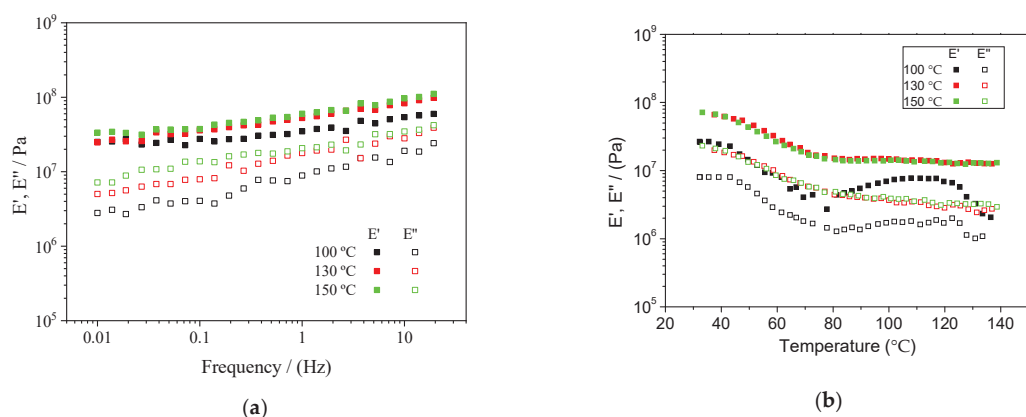 10⁹
10⁸
10⁷
10⁶
10⁵
E', E" / Pa
E' E"
100 ºC
130 ºC
150 ºC
0.01 0.1 1 10
Frequency / (Hz)
(a)
10⁹
10⁸
10⁷
10⁶
10⁵
E', E" / (Pa)
E' E"
100 °C
130 °C
150 °C
20 40 60 80 100 120 140
Temperature (°C)
(b)